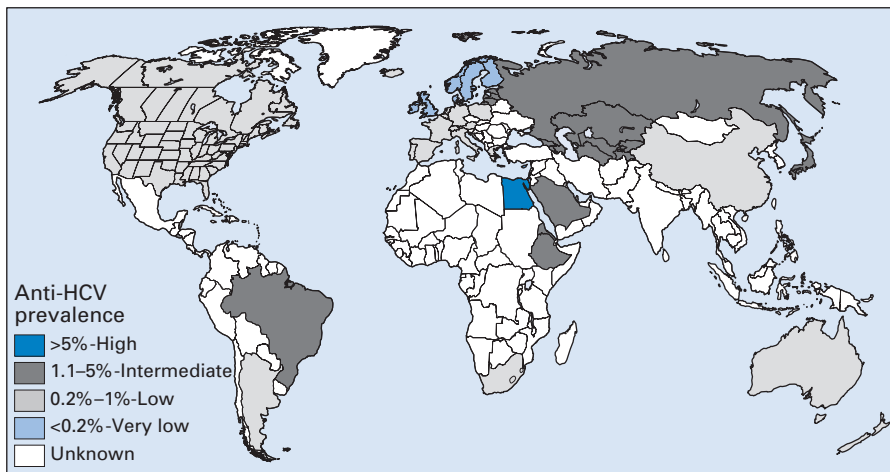 Anti-HCV
prevalence
>5%-High
1.1–5%-Intermediate
0.2%–1%-Low
<0.2%-Very low
Unknown